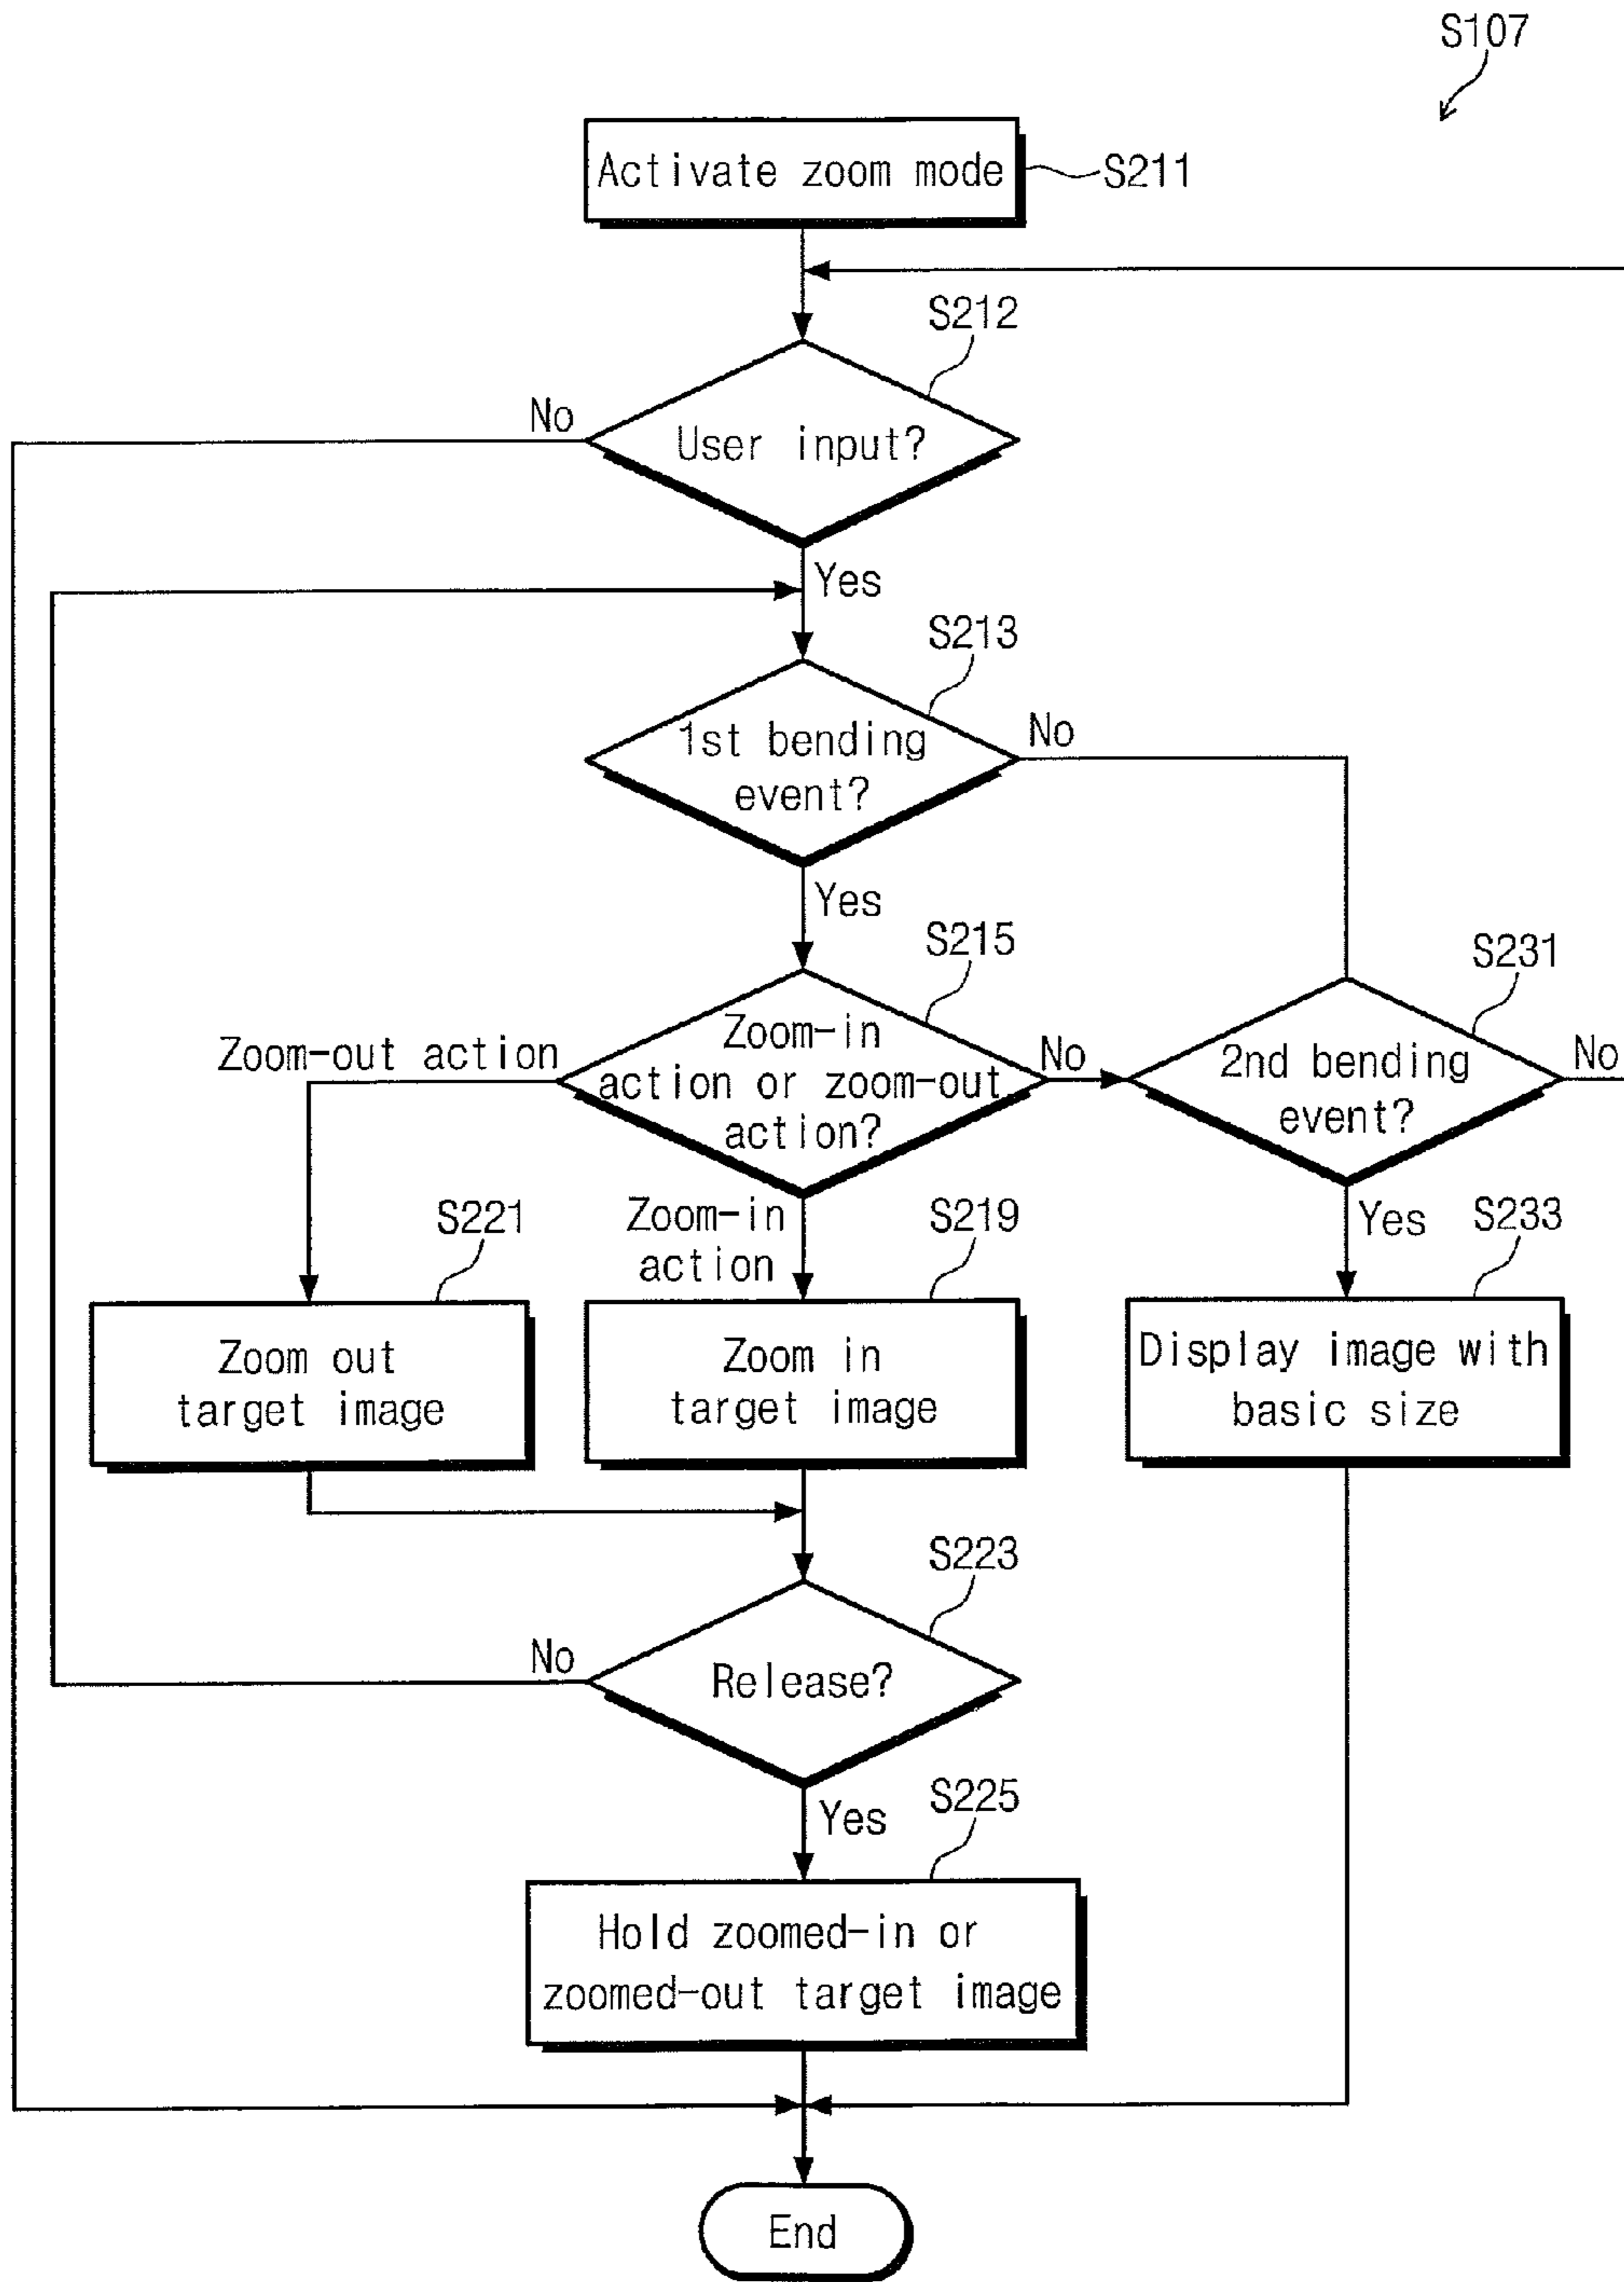 S107
Activate zoom mode
S211
S212
No
User input?
Yes
S213
No
1st bending
event?
Yes
S215
S231
Zoom-out action
Zoom-in
action or zoom-out
action?
No
2nd bending
event?
No
S221
Zoom-in
action
S219
Yes
S233
Zoom out
target image
Zoom in
target image
Display image with
basic size
S223
No
Release?
Yes
S225
Hold zoomed-in or
zoomed-out target image
End